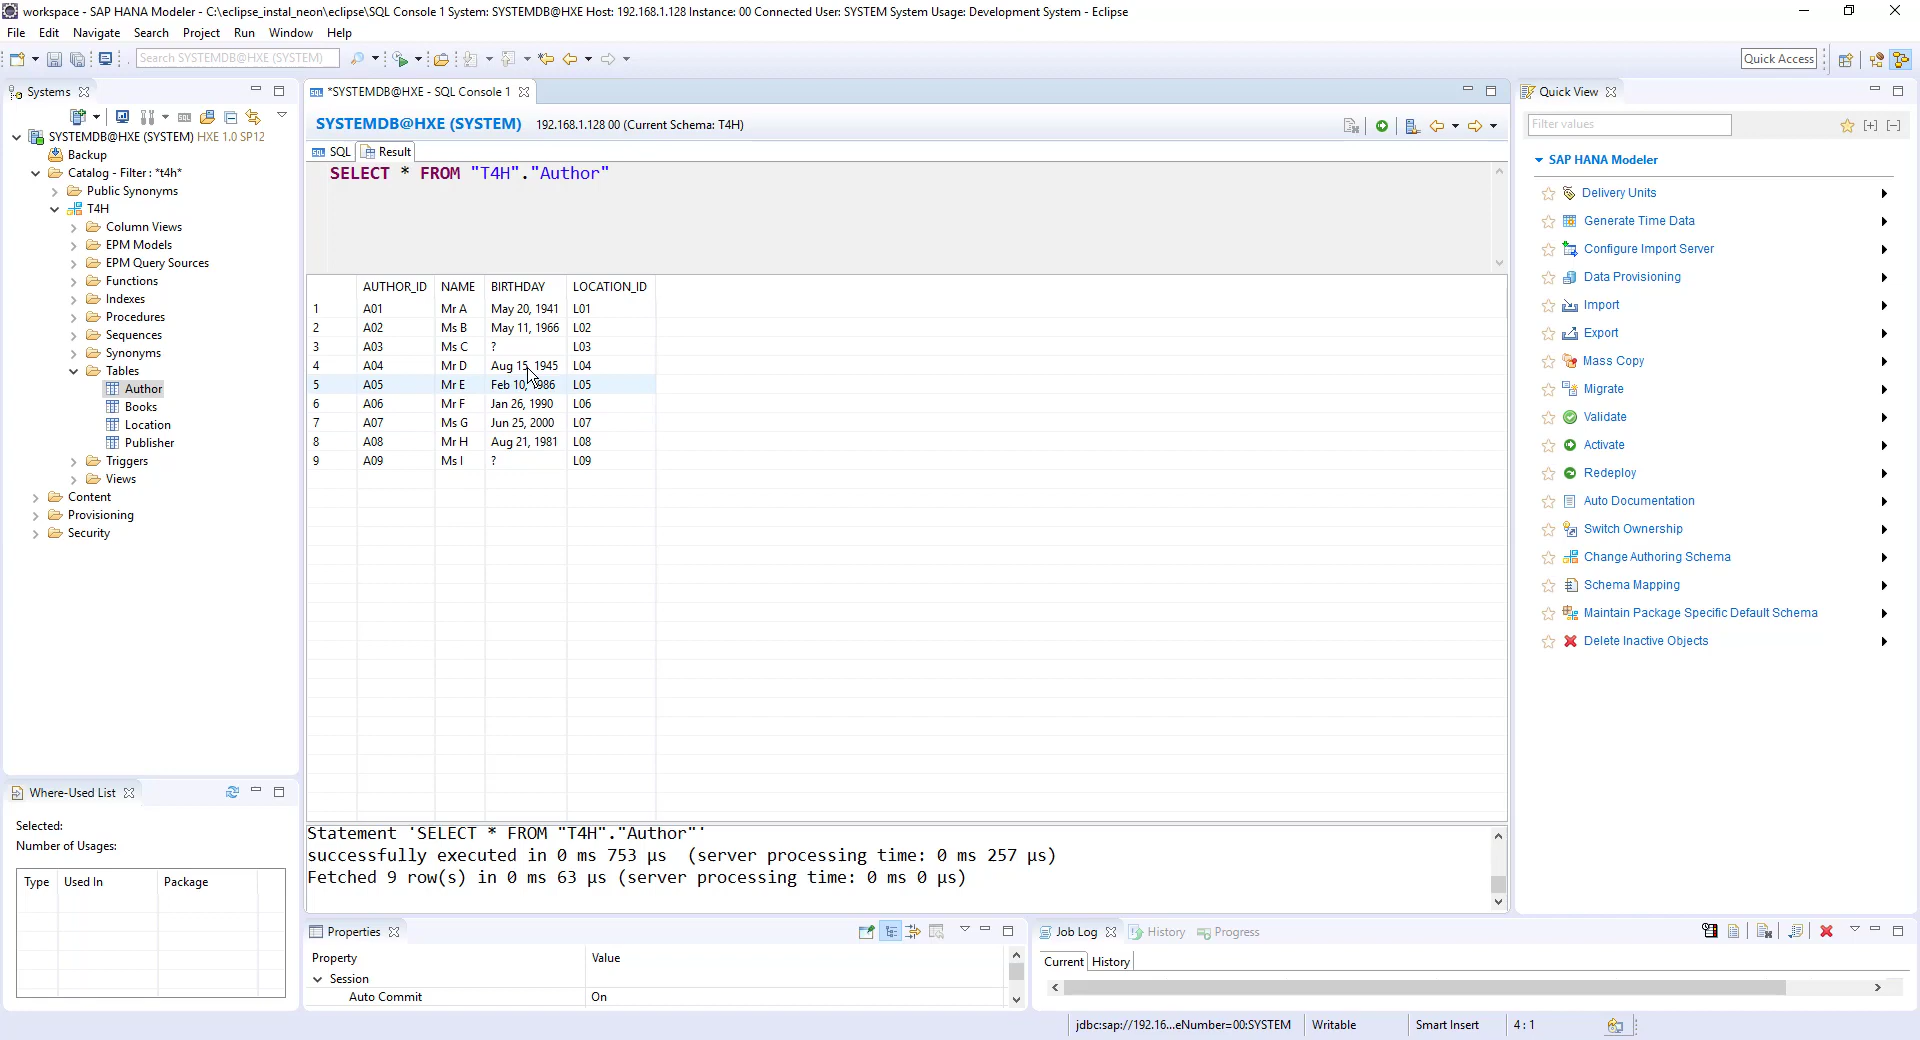 workspace - SAP HANA Modeler - C:\eclipse_instal_neon\eclipse\SQL Console 1 System: SYSTEMDB@HXE Host: 192.168.1.128 Instance: 00 Connected User: SYSTEM System Usage: Development System - Eclipse
File Edit Navigate Search Project Run Window Help
Search SYSTEMDB@HXE (SYSTEM)
Quick Access
Systems
SYSTEMDB@HXE (SYSTEM) HXE 1.0 SP12
Backup
Catalog - Filter : *t4h*
Public Synonyms
T4H
Column Views
EPM Models
EPM Query Sources
Functions
Indexes
Procedures
Sequences
Synonyms
Tables
Author
Books
Location
Publisher
Triggers
Views
Content
Provisioning
Security
Where-Used List
Selected:
Number of Usages:
Type Used In Package
*SYSTEMDB@HXE - SQL Console 1
SYSTEMDB@HXE (SYSTEM) 192.168.1.128 00 (Current Schema: T4H)
SQL Result
SELECT * FROM "T4H"."Author"
AUTHOR_ID NAME BIRTHDAY LOCATION_ID
1 A01 Mr A May 20, 1941 L01
2 A02 Ms B May 11, 1966 L02
3 A03 Ms C ? L03
4 A04 Mr D Aug 15, 1945 L04
5 A05 Mr E Feb 10, 1986 L05
6 A06 Mr F Jan 26, 1990 L06
7 A07 Ms G Jun 25, 2000 L07
8 A08 Mr H Aug 21, 1981 L08
9 A09 Ms I ? L09
Statement 'SELECT * FROM "T4H"."Author"'
successfully executed in 0 ms 753 µs (server processing time: 0 ms 257 µs)
Fetched 9 row(s) in 0 ms 63 µs (server processing time: 0 ms 0 µs)
Properties
Property Value
Session
Auto Commit On
Job Log History Progress
Current History
Quick View
Filter values
SAP HANA Modeler
Delivery Units
Generate Time Data
Configure Import Server
Data Provisioning
Import
Export
Mass Copy
Migrate
Validate
Activate
Redeploy
Auto Documentation
Switch Ownership
Change Authoring Schema
Schema Mapping
Maintain Package Specific Default Schema
Delete Inactive Objects
jdbc:sap://192.16...eNumber=00:SYSTEM Writable Smart Insert 4 : 1